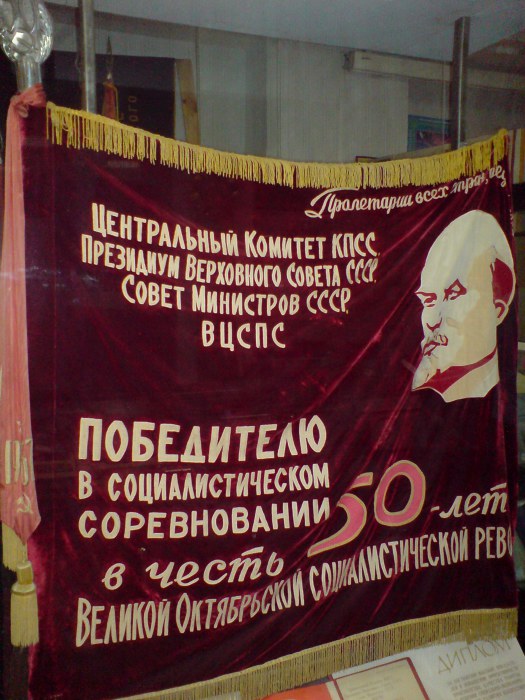 Пролетарии всех стран,
Центральный Комитет КПСС,
Президиум Верховного Совета СССР,
Совет Министров СССР,
ВЦСПС
ПОБЕДИТЕЛЮ
В СОЦИАЛИСТИЧЕСКОМ
СОРЕВНОВАНИИ
в честь 50-лет
Великой Октябрьской социалистической рево
ДИПЛОМ